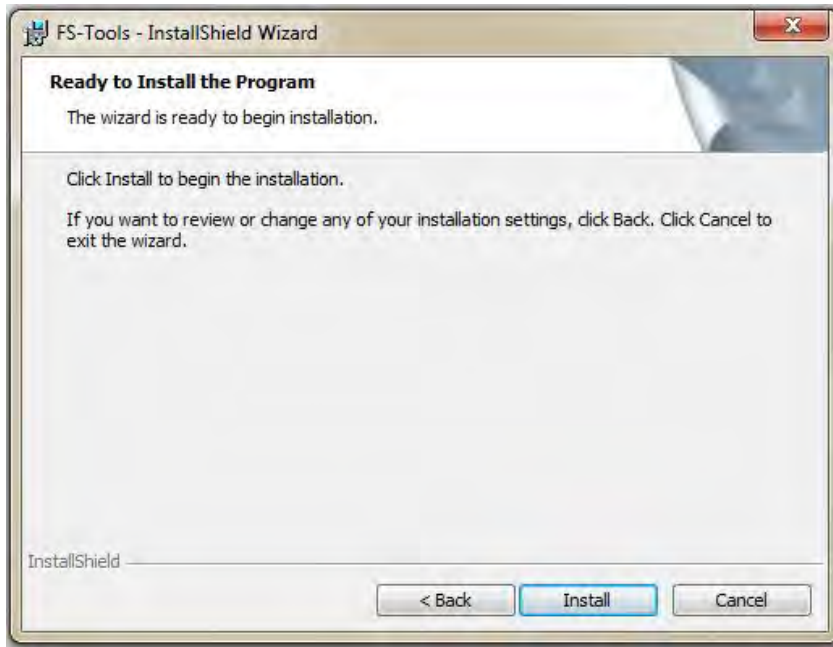 FS-Tools - InstallShield Wizard
Ready to Install the Program
The wizard is ready to begin installation.
Click Install to begin the installation.
If you want to review or change any of your installation settings, click Back. Click Cancel to
exit the wizard.
InstallShield
< Back Install Cancel